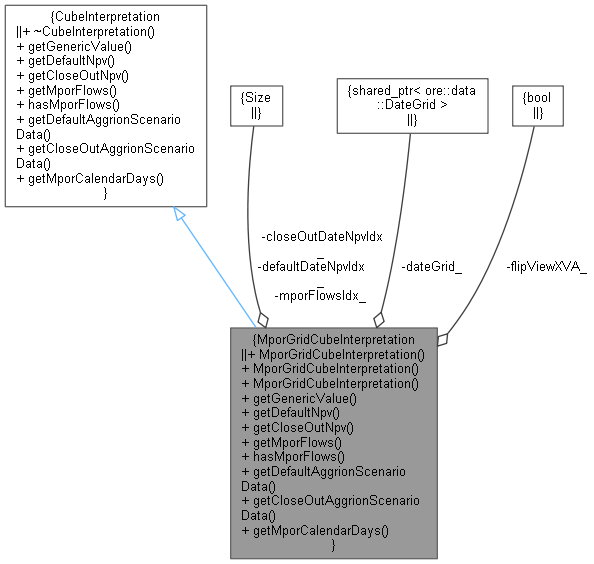 {CubeInterpretation
||+ ~CubeInterpretation()
+ getGenericValue()
+ getDefaultNpv()
+ getCloseOutNpv()
+ getMporFlows()
+ hasMporFlows()
+ getDefaultAggrionScenario
Data()
+ getCloseOutAggrionScenario
Data()
+ getMporCalendarDays()
}
{Size
||}
{shared_ptr< ore::data
::DateGrid >
||}
{bool
||}
-closeOutDateNpvIdx
_
-defaultDateNpvIdx
_
-mporFlowsIdx_
-dateGrid_
-flipViewXVA_
{MporGridCubeInterpretation
||+ MporGridCubeInterpretation()
+ MporGridCubeInterpretation()
+ MporGridCubeInterpretation()
+ getGenericValue()
+ getDefaultNpv()
+ getCloseOutNpv()
+ getMporFlows()
+ hasMporFlows()
+ getDefaultAggrionScenario
Data()
+ getCloseOutAggrionScenario
Data()
+ getMporCalendarDays()
}